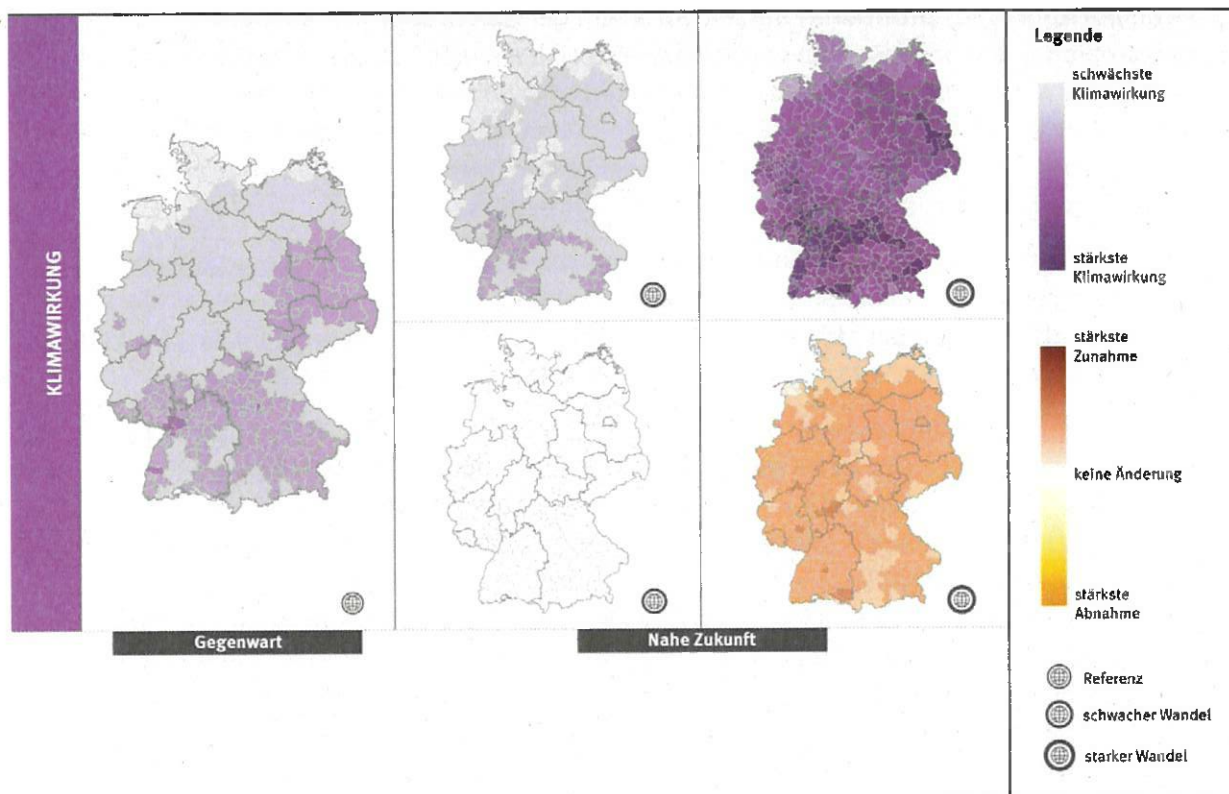 KLIMAWIRKUNG
Gegenwart
Nahe Zukunft
Legende
schwächste
Klimawirkung
stärkste
Klimawirkung
stärkste
Zunahme
keine Änderung
stärkste
Abnahme
Referenz
schwacher Wandel
starker Wandel